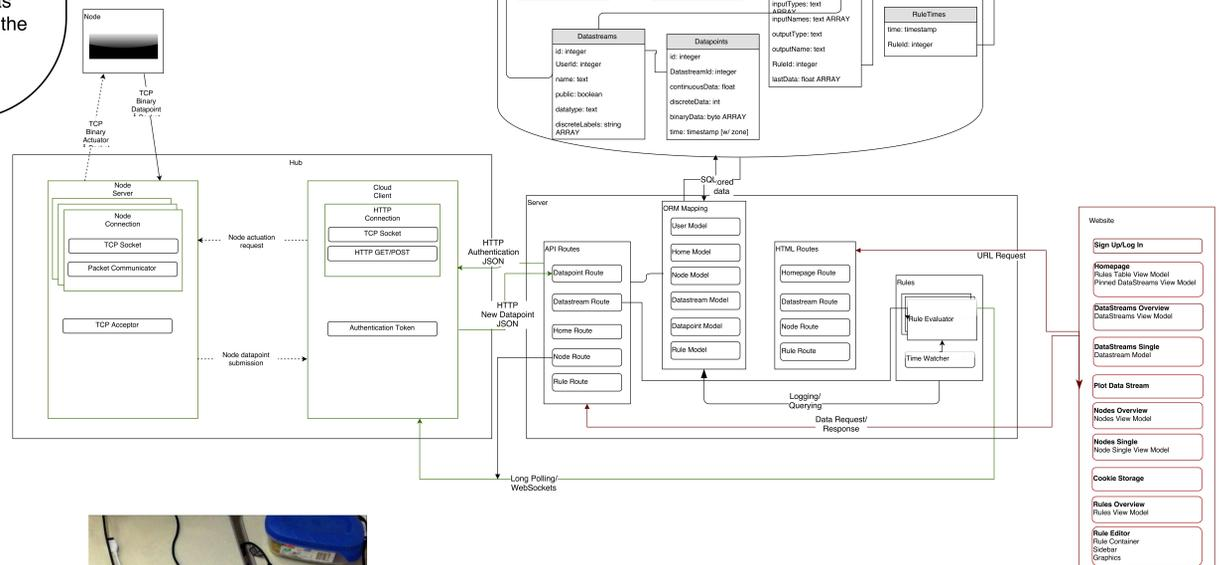 the
Node
TCP
Binary
Datapoint
TCP
Binary
Actuator
Datastreams
id: integer
UserId: integer
name: text
public: boolean
datatype: text
discreteLabels: string
ARRAY
Datapoints
id: integer
DatastreamId: integer
continuousData: float
discreteData: int
binaryData: byte ARRAY
time: timestamp [w/ zone]
inputTypes: text
ARRAY
inputNames: text ARRAY
outputType: text
outputName: text
RuleId: integer
lastData: float ARRAY
RuleTimes
time: timestamp
RuleId: integer
Hub
Node
Server
Node
Connection
TCP Socket
Packet Communicator
TCP Acceptor
Node actuation
request
Node datapoint
submission
Cloud
Client
HTTP
Connection
TCP Socket
HTTP GET/POST
Authentication Token
HTTP
Authentication
JSON
HTTP
New Datapoint
JSON
SQL
ored
data
Server
API Routes
Datapoint Route
Datastream Route
Home Route
Node Route
Rule Route
ORM Mapping
User Model
Home Model
Node Model
Datastream Model
Datapoint Model
Rule Model
HTML Routes
Homepage Route
Datastream Route
Node Route
Rule Route
Rules
Rule Evaluator
Time Watcher
Logging/
Querying
Data Request/
Response
URL Request
Long Polling/
WebSockets
Website
Sign Up/Log In
Homepage
Rules Table View Model
Pinned DataStreams View Model
DataStreams Overview
DataStreams View Model
DataStreams Single
Datastream Model
Plot Data Stream
Nodes Overview
Nodes View Model
Nodes Single
Node Single View Model
Cookie Storage
Rules Overview
Rules View Model
Rule Editor
Rule Container
Sidebar
Graphics